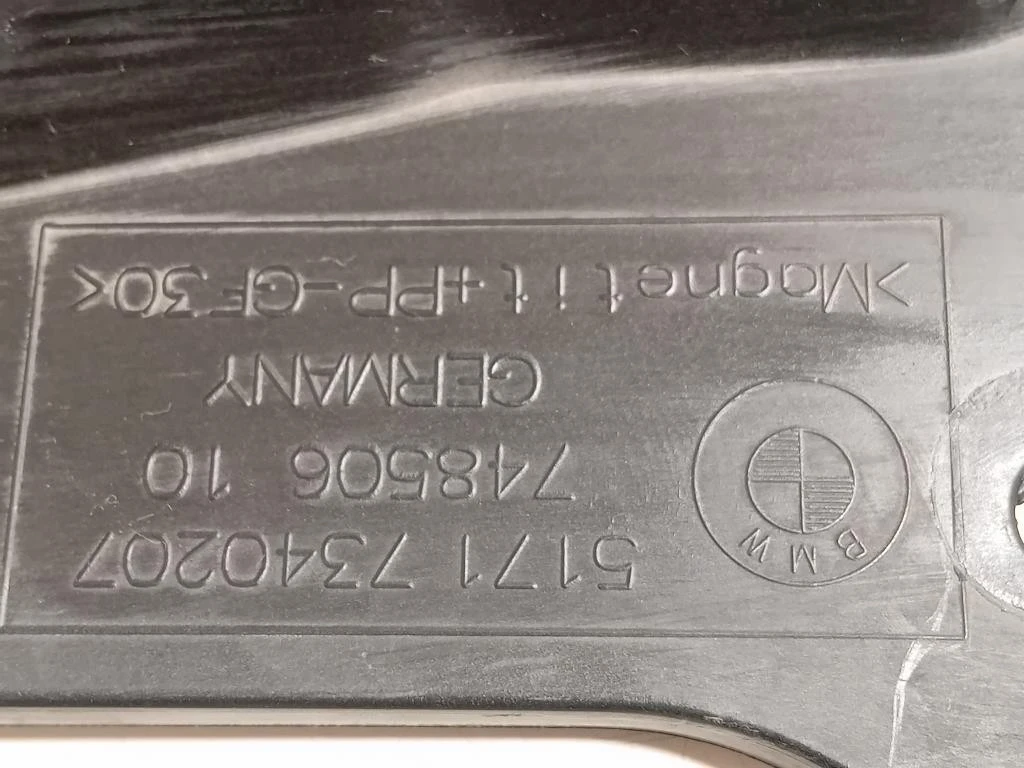 BMW
5171 7340207
748506 10
GERMANY
>Magnetit+PP-GF30<